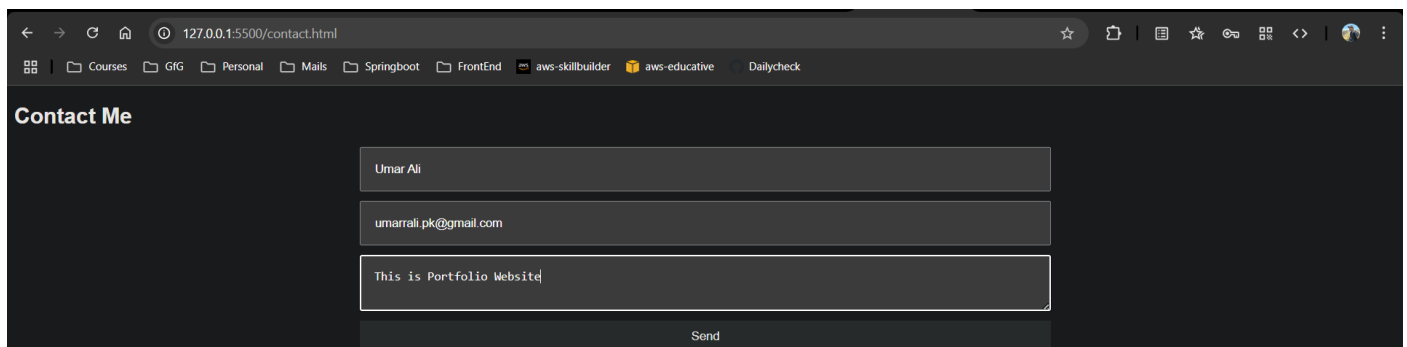 127.0.0.1:5500/contact.html
Courses GfG Personal Mails Springboot FrontEnd aws aws-skillbuilder aws-educative Dailycheck
Contact Me
Umar Ali
umarrali.pk@gmail.com
This is Portfolio Website
Send